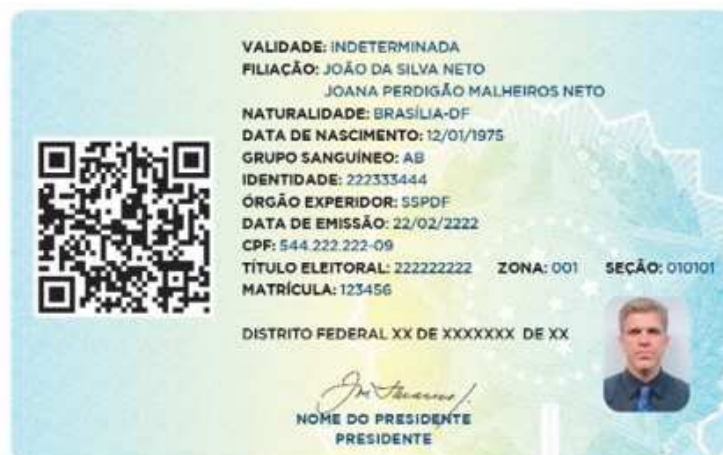 VALIDADE: INDETERMINADA
FILIAÇÃO: JOÃO DA SILVA NETO
JOANA PERDIGÃO MALHEIROS NETO
NATURALIDADE: BRASÍLIA-DF
DATA DE NASCIMENTO: 12/01/1975
GRUPO SANGUÍNEO: AB
IDENTIDADE: 222333444
ÓRGÃO EXPERIDOR: SSPDF
DATA DE EMISSÃO: 22/02/2222
CPF: 544.222.222-09
TÍTULO ELEITORAL: 222222222 ZONA: 001 SEÇÃO: 010101
MATRÍCULA: 123456
DISTRITO FEDERAL XX DE XXXXXXX DE XX
NOME DO PRESIDENTE
PRESIDENTE